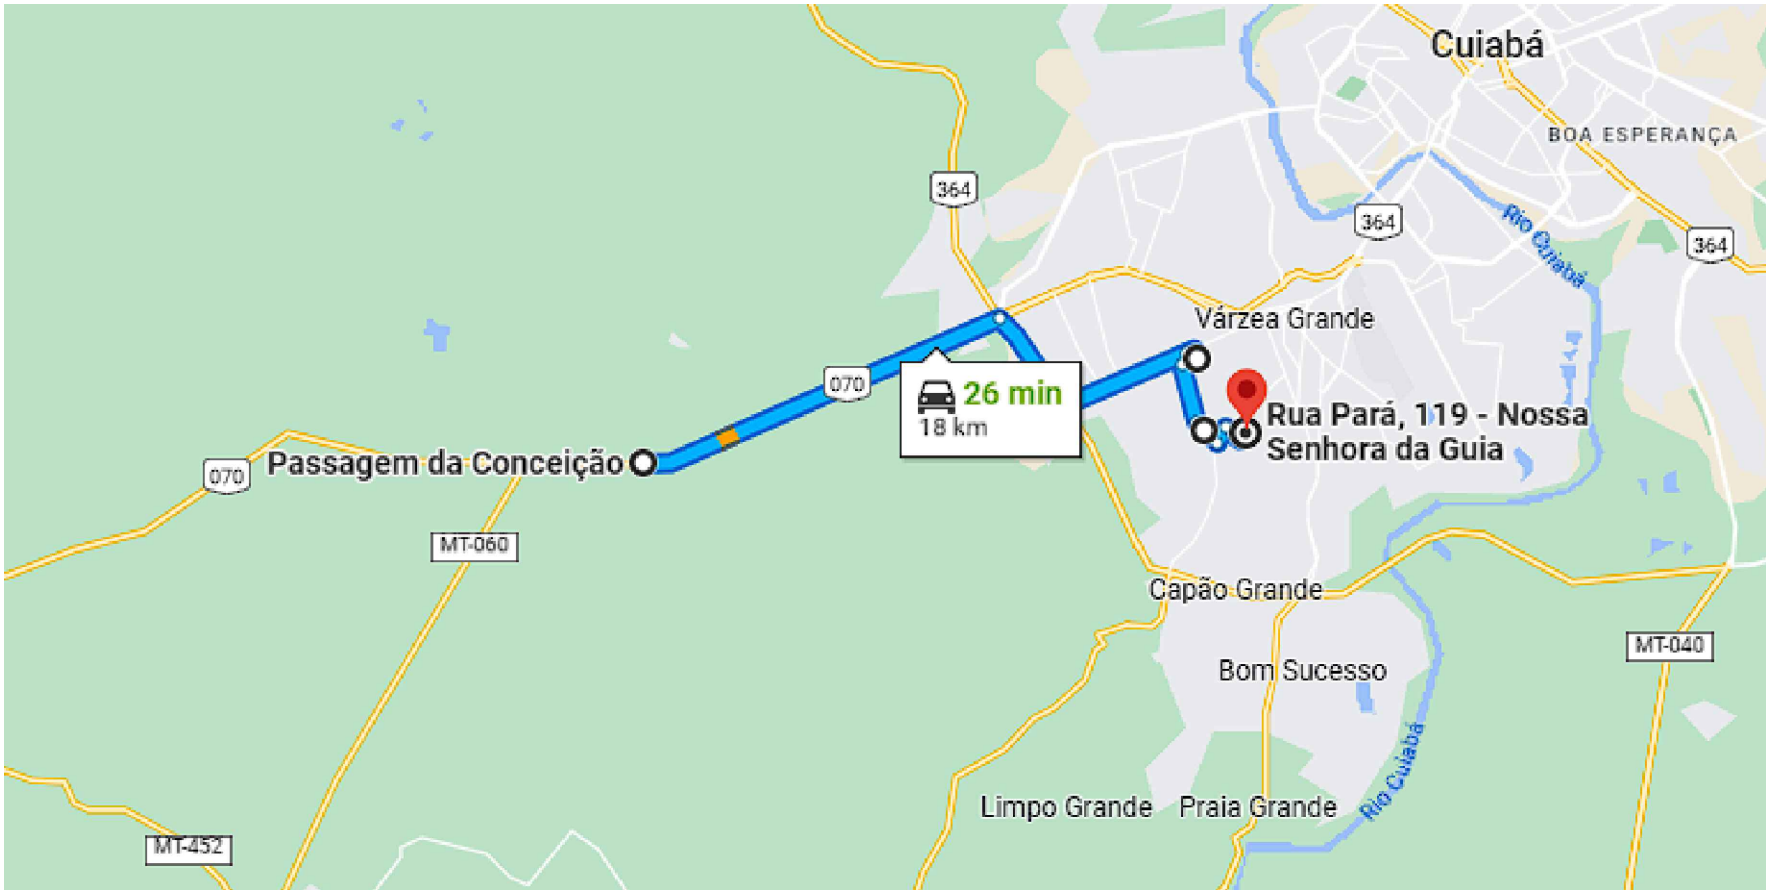 Cuiabá
BOA ESPERANÇA
364
364
Rio Cuiabá
364
Várzea Grande
070
26 min
18 km
Rua Pará, 119 - Nossa
Senhora da Guia
070
Passagem da Conceição
MT-060
Capão Grande
MT-040
Bom Sucesso
Rio Cuiabá
Limpo Grande
Praia Grande
MT-452